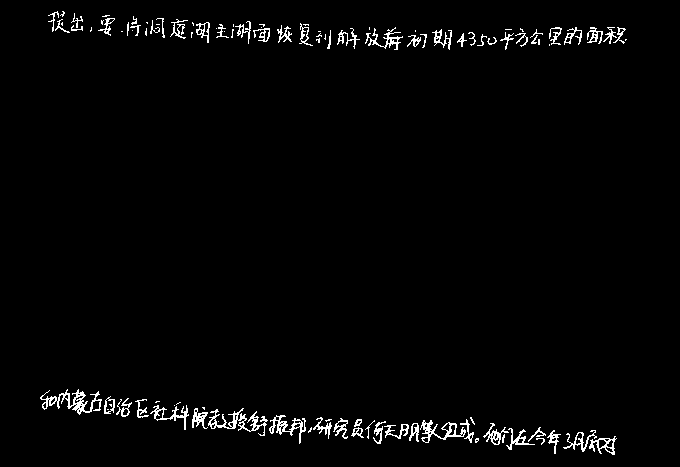 提出,要将洞庭湖主湖面恢复到解放初期4350平方公里的面积
和内蒙古自治区社科院教授舒振邦,研究员何天明等组成。他们在今年3月底对